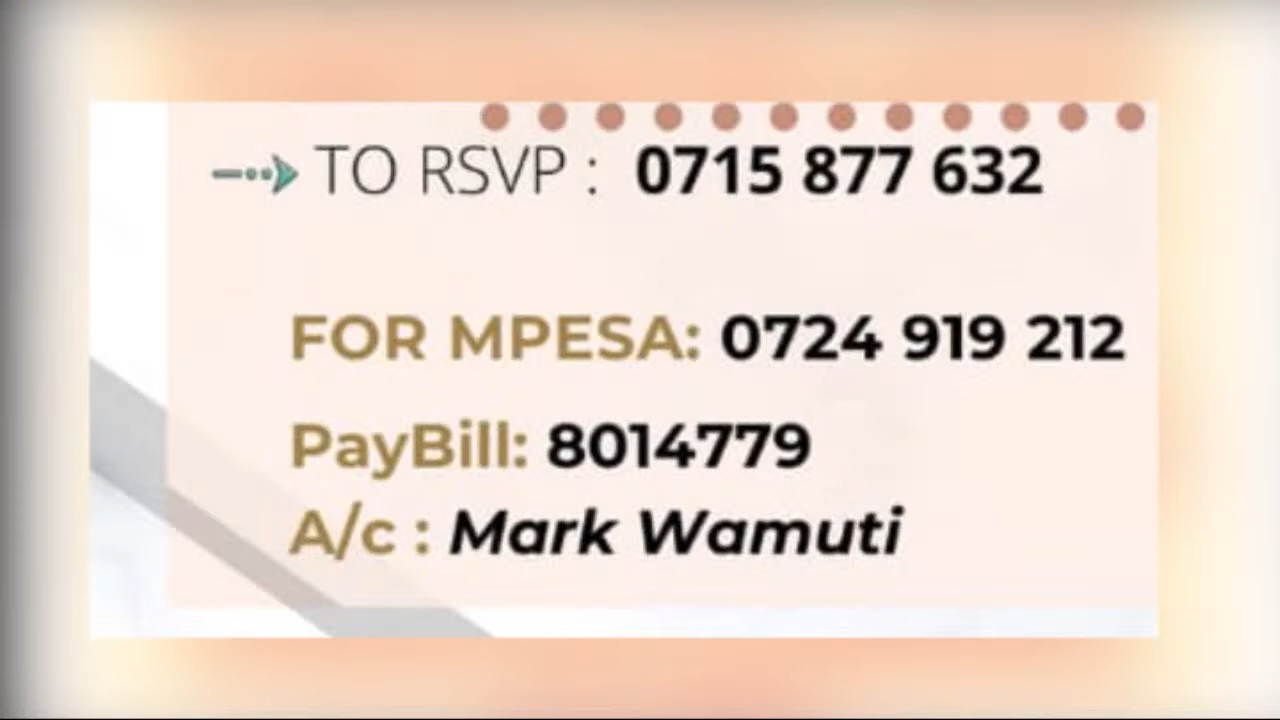 TO RSVP : 0715 877 632
FOR MPESA: 0724 919 212
PayBill: 8014779
A/c : Mark Wamuti